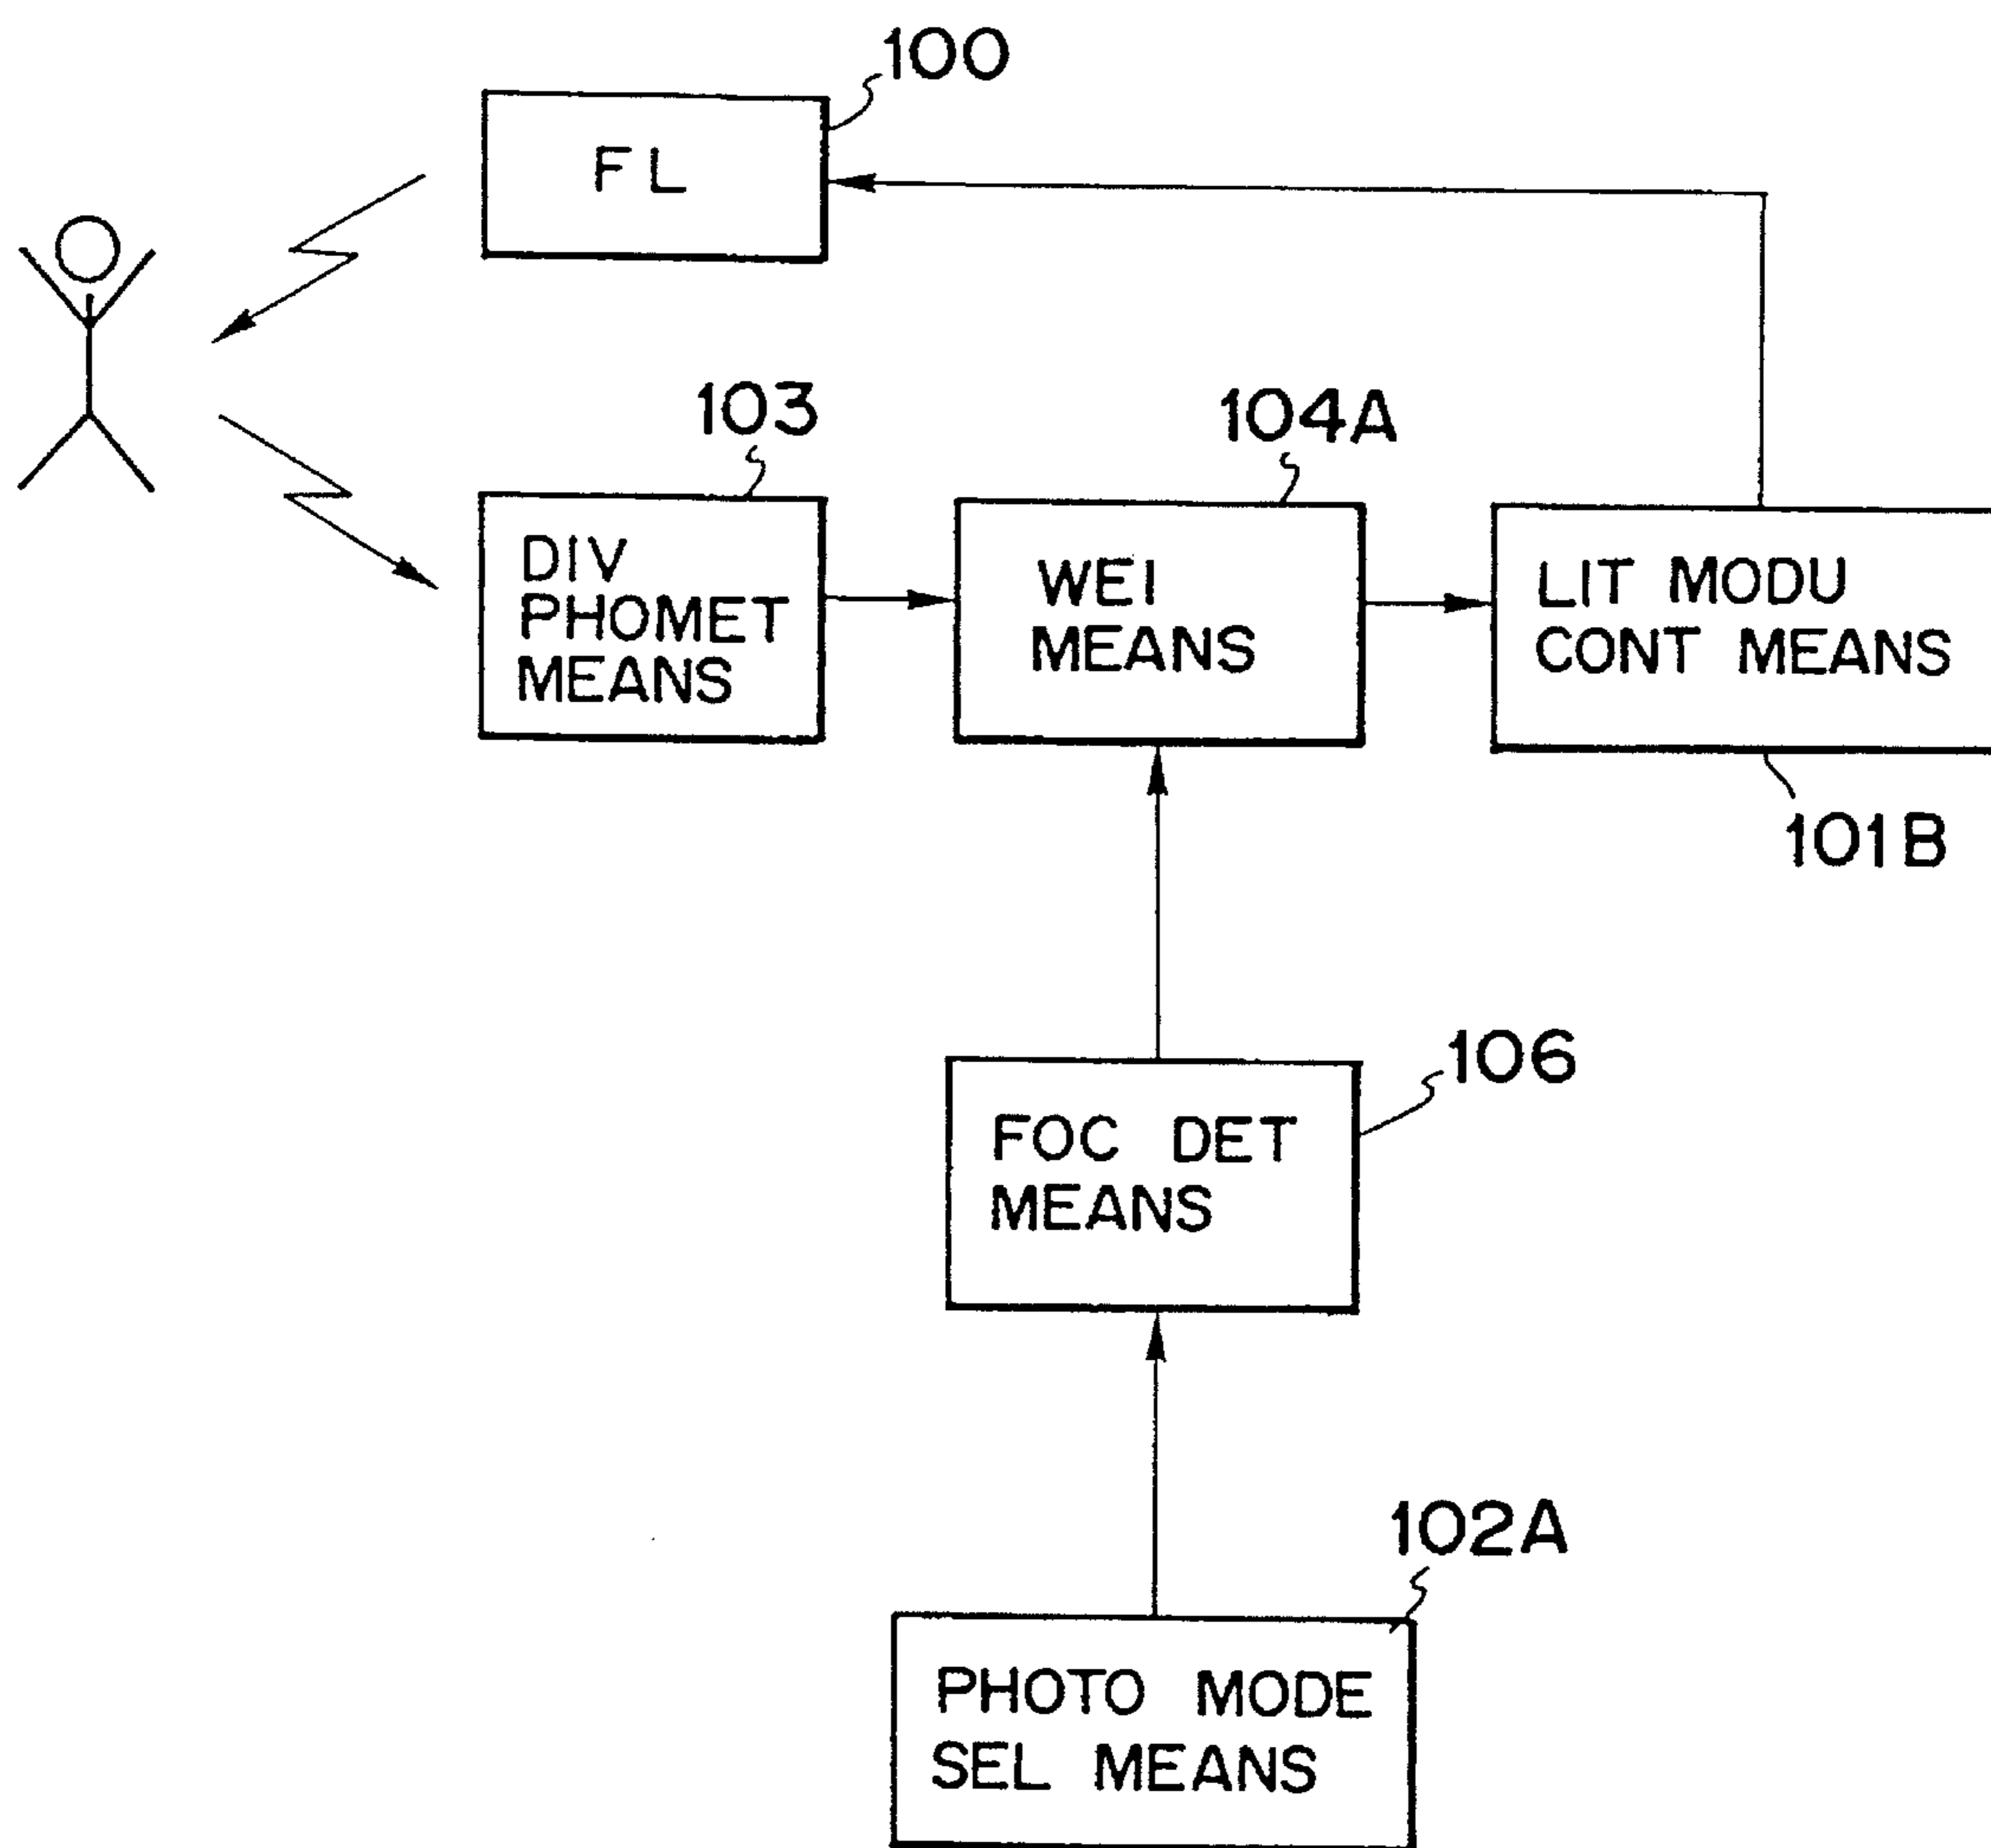 100
FL
103
DIV
PHOMET
MEANS
104A
WEI
MEANS
LIT MODU
CONT MEANS
101B
106
FOC DET
MEANS
102A
PHOTO MODE
SEL MEANS